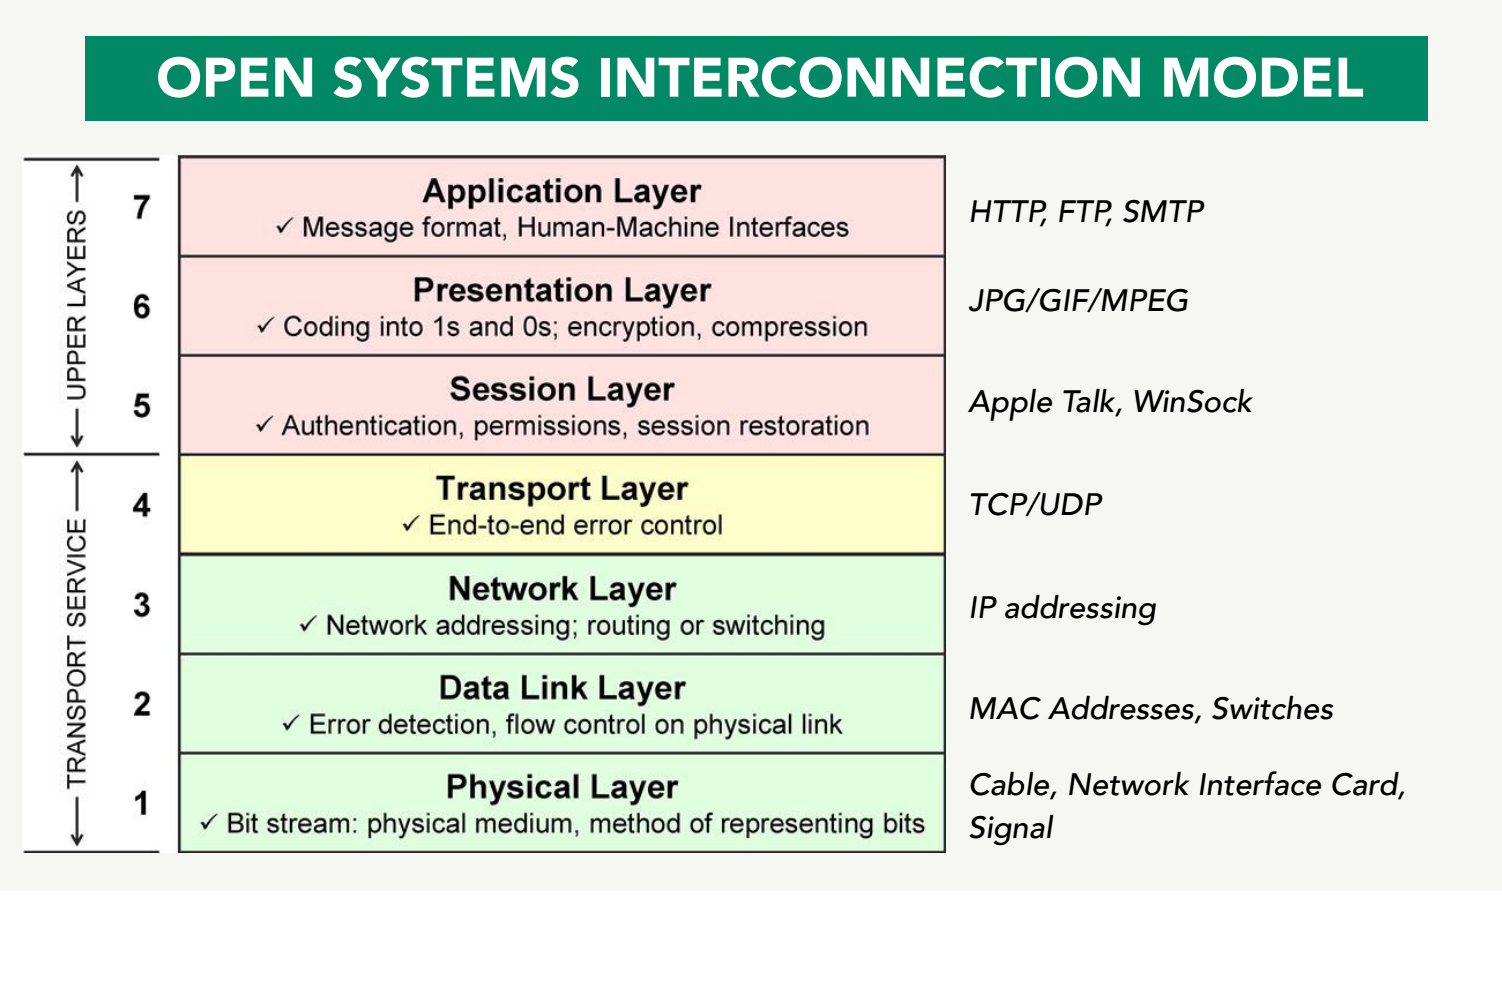 OPEN SYSTEMS INTERCONNECTION MODEL
UPPER LAYERS
7
Application Layer
✓ Message format, Human-Machine Interfaces
HTTP, FTP, SMTP
6
Presentation Layer
✓ Coding into 1s and 0s; encryption, compression
JPG/GIF/MPEG
5
Session Layer
✓ Authentication, permissions, session restoration
Apple Talk, WinSock
TRANSPORT SERVICE
4
Transport Layer
✓ End-to-end error control
TCP/UDP
3
Network Layer
✓ Network addressing; routing or switching
IP addressing
2
Data Link Layer
✓ Error detection, flow control on physical link
MAC Addresses, Switches
1
Physical Layer
✓ Bit stream: physical medium, method of representing bits
Cable, Network Interface Card,
Signal